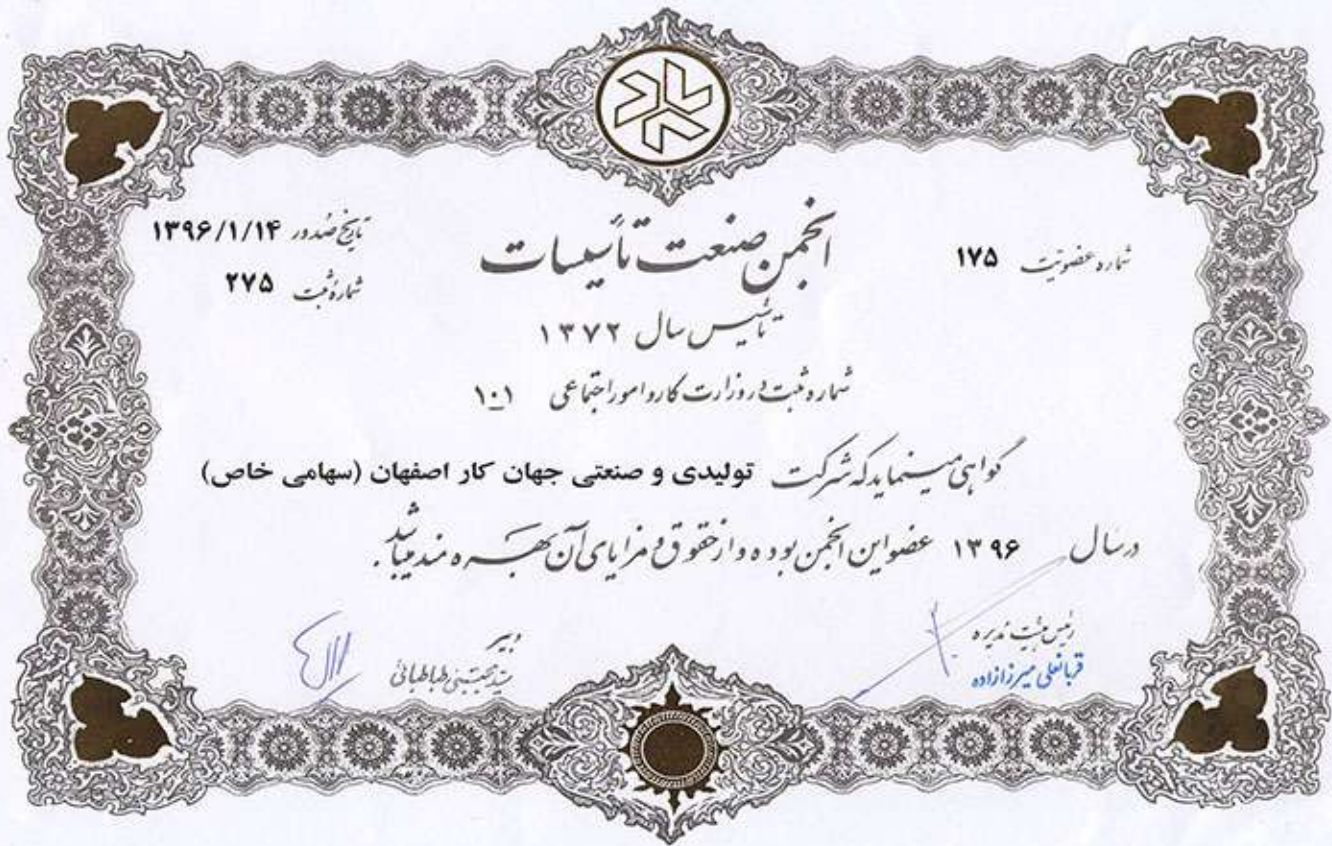 شماره عضویت ۱۷۵
انجمن صنعت تأسیسات
تاریخ صدور ۱۳۹۶/۱/۱۴
شماره ثبت ۲۷۵
تأسیس سال ۱۳۷۲
شماره ثبت در وزارت کار و امور اجتماعی ۱۰۱
گواهی مینماید که شرکت تولیدی و صنعتی جهان کار اصفهان (سهامی خاص)
در سال ۱۳۹۶ عضو این انجمن بوده و از حقوق و مزایای آن بهره مند میباشد.
رئیس هیئت مدیره
قربانعلی میرزازاده
دبیر
سید مجتبی طباطبائی